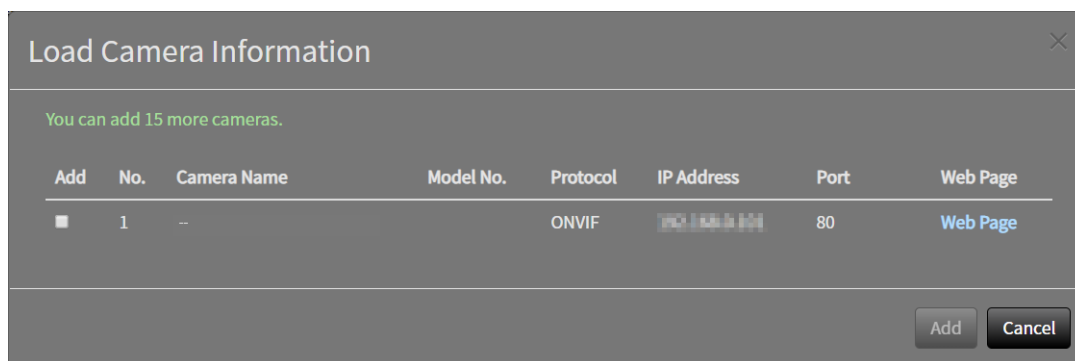 Load Camera Information
You can add 15 more cameras.
Add No. Camera Name Model No. Protocol IP Address Port Web Page
1 -- ONVIF 80 Web Page
Add Cancel